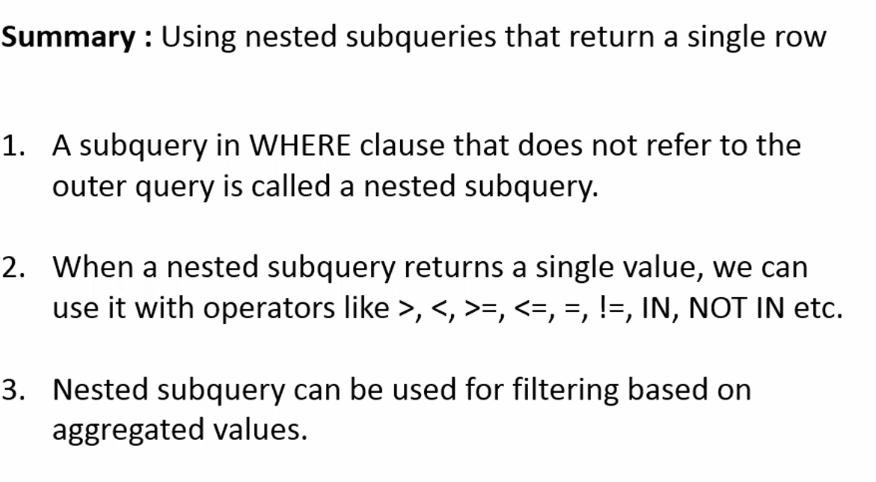 Summary : Using nested subqueries that return a single row
1. A subquery in WHERE clause that does not refer to the
outer query is called a nested subquery.
2. When a nested subquery returns a single value, we can
use it with operators like >, <, >=, <=, =, !=, IN, NOT IN etc.
3. Nested subquery can be used for filtering based on
aggregated values.